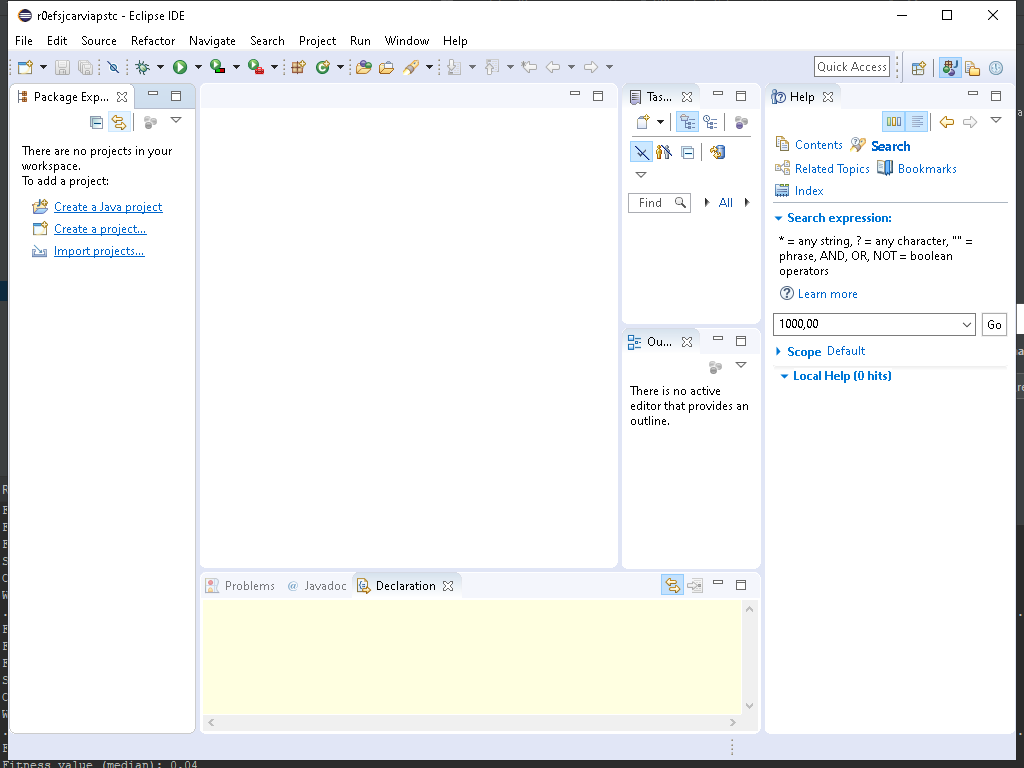 r0efsjcarviapstc - Eclipse IDE
File Edit Source Refactor Navigate Search Project Run Window Help
Quick Access
Package Exp...
There are no projects in your
workspace.
To add a project:
Create a Java project
Create a project...
Import projects...
Tas...
Find
All
Ou...
There is no active
editor that provides an
outline.
Help
Contents Search
Related Topics Bookmarks
Index
Search expression:
* = any string, ? = any character, "" =
phrase, AND, OR, NOT = boolean
operators
Learn more
1000,00
Go
Scope Default
Local Help (0 hits)
Problems @ Javadoc Declaration
Fitness value (median): 0.04